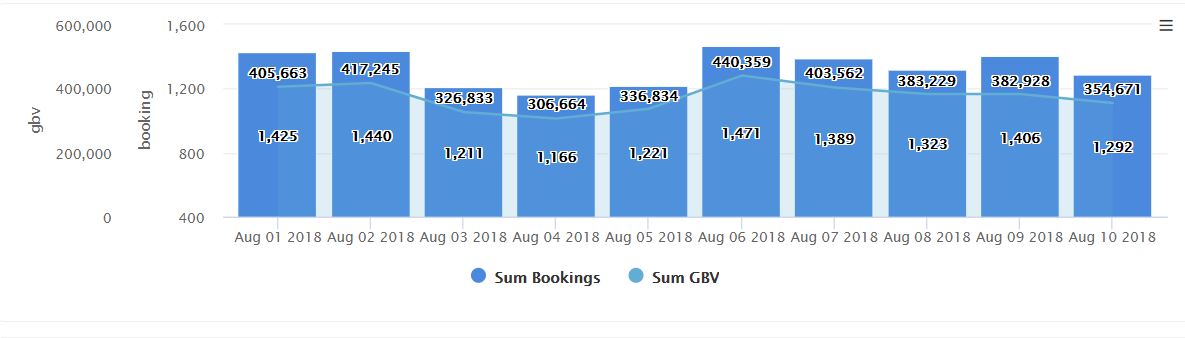 600,000
400,000
200,000
0
gbv
1,600
1,200
800
400
booking
405,663
417,245
326,833
306,664
336,834
440,359
403,562
383,229
382,928
354,671
1,425
1,440
1,211
1,166
1,221
1,471
1,389
1,323
1,406
1,292
Aug 01 2018
Aug 02 2018
Aug 03 2018
Aug 04 2018
Aug 05 2018
Aug 06 2018
Aug 07 2018
Aug 08 2018
Aug 09 2018
Aug 10 2018
Sum Bookings
Sum GBV